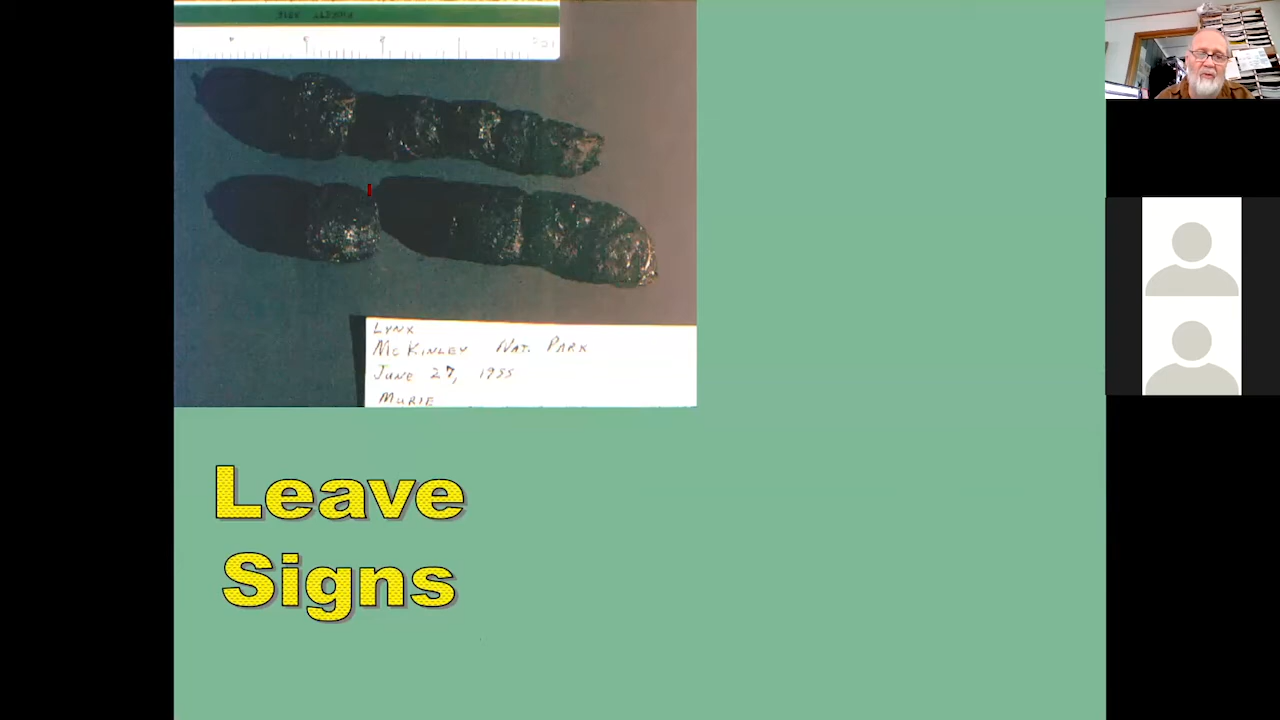 Lynx
McKinley Nat. Park
June 27, 1955
Murie
Leave
Signs